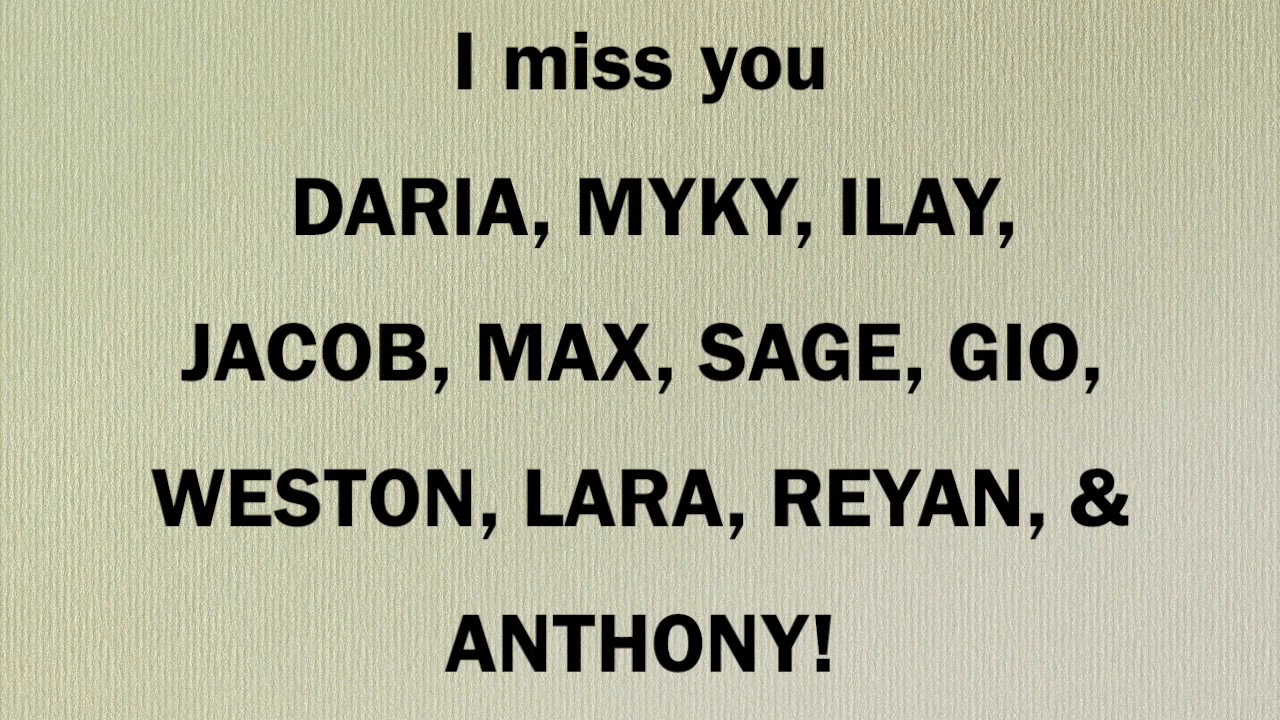 I miss you
DARIA, MYKY, ILAY,
JACOB, MAX, SAGE, GIO,
WESTON, LARA, REYAN, &
ANTHONY!